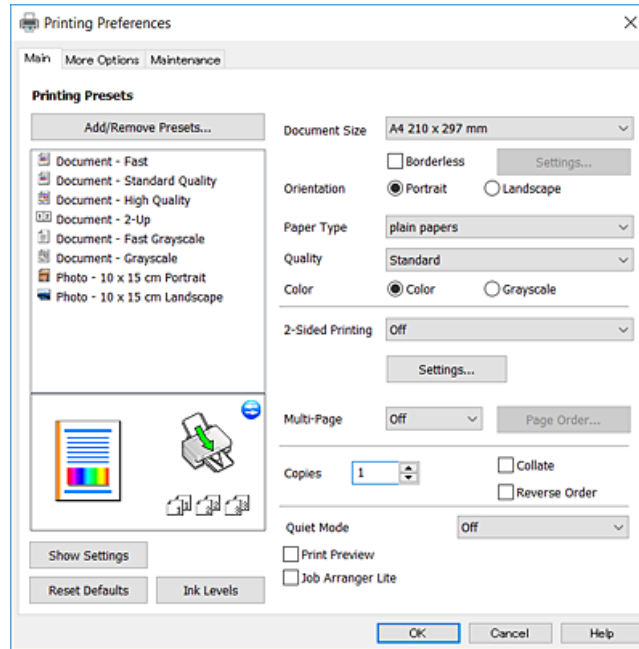 Printing Preferences
Main More Options Maintenance
Printing Presets
Add/Remove Presets...
Document - Fast
Document - Standard Quality
Document - High Quality
Document - 2-Up
Document - Fast Grayscale
Document - Grayscale
Photo - 10 x 15 cm Portrait
Photo - 10 x 15 cm Landscape
Show Settings
Reset Defaults Ink Levels
Document Size A4 210 x 297 mm
Borderless Settings...
Orientation Portrait Landscape
Paper Type plain papers
Quality Standard
Color Color Grayscale
2-Sided Printing Off
Settings...
Multi-Page Off Page Order...
Copies 1 Collate
Reverse Order
Quiet Mode Off
Print Preview
Job Arranger Lite
OK Cancel Help